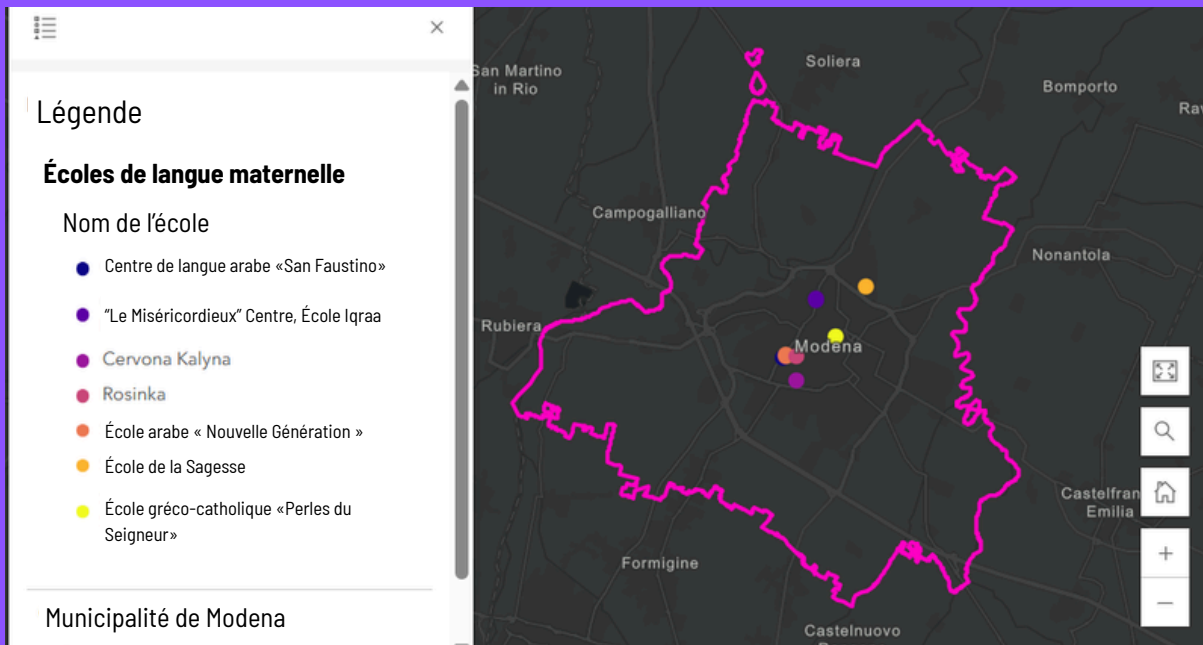 Légende
Écoles de langue maternelle
Nom de l'école
Centre de langue arabe «San Faustino»
“Le Miséricordieux” Centre, École Iqraa
Cervona Kalyna
Rosinka
École arabe « Nouvelle Génération »
École de la Sagesse
École gréco-catholique «Perles du
Seigneur»
Municipalité de Modena
San Martino
in Rio
Soliera
Bomporto
Campogalliano
Nonantola
Rubiera
Modena
Castelfran
Emilia
Formigine
Castelnuovo